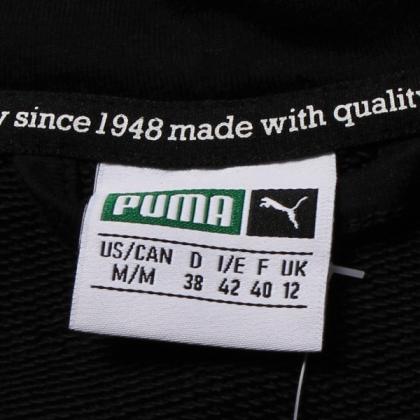 since 1948 made with quality
PUMA
US/CAN D I/E F UK
M/M 38 42 40 12